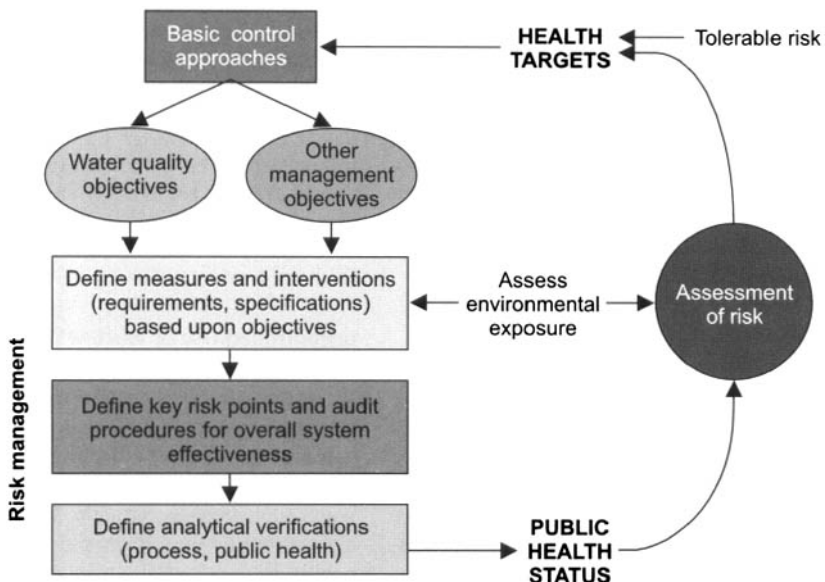 Basic control
approaches
HEALTH
TARGETS
Tolerable risk
Water quality
objectives
Other
management
objectives
Define measures and interventions
(requirements, specifications)
based upon objectives
Assess
environmental
exposure
Assessment
of risk
Risk management
Define key risk points and audit
procedures for overall system
effectiveness
Define analytical verifications
(process, public health)
PUBLIC
HEALTH
STATUS